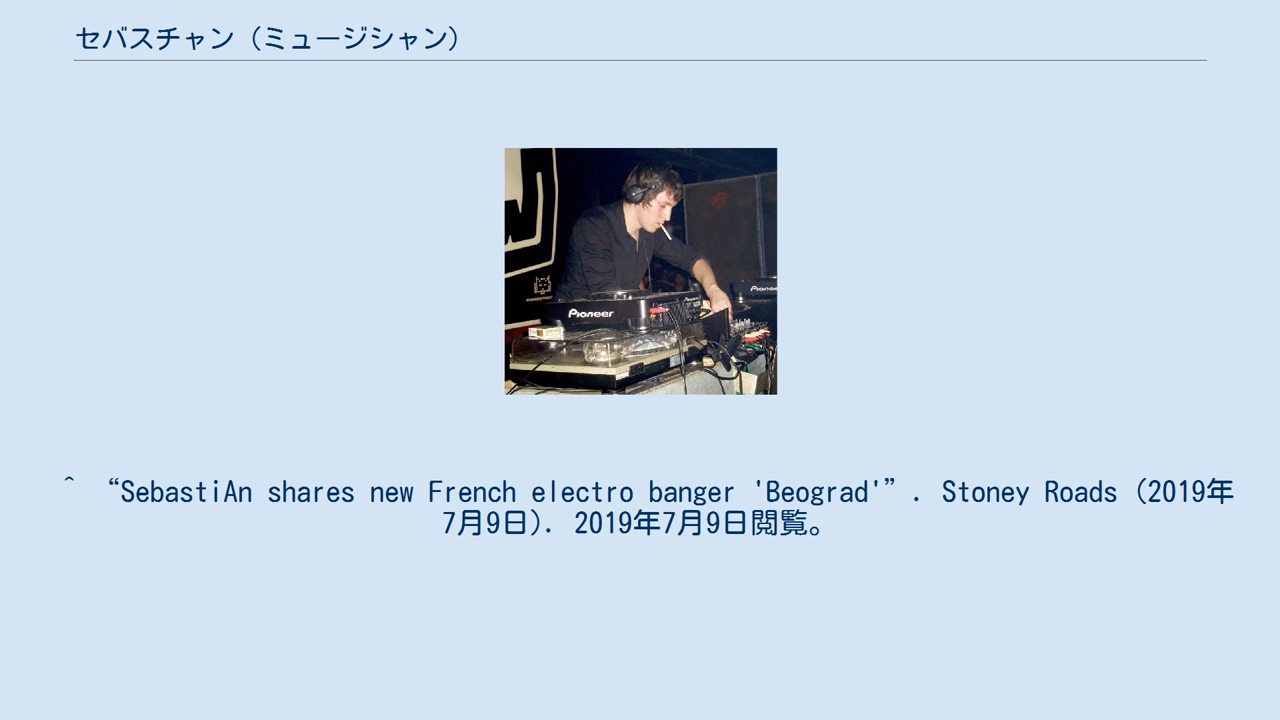 セバスチャン (ミュージシャン)
Pioneer
Pioneer
^ “SebastiAn shares new French electro banger 'Beograd'”. Stoney Roads (2019年
7月9日). 2019年7月9日閲覧。